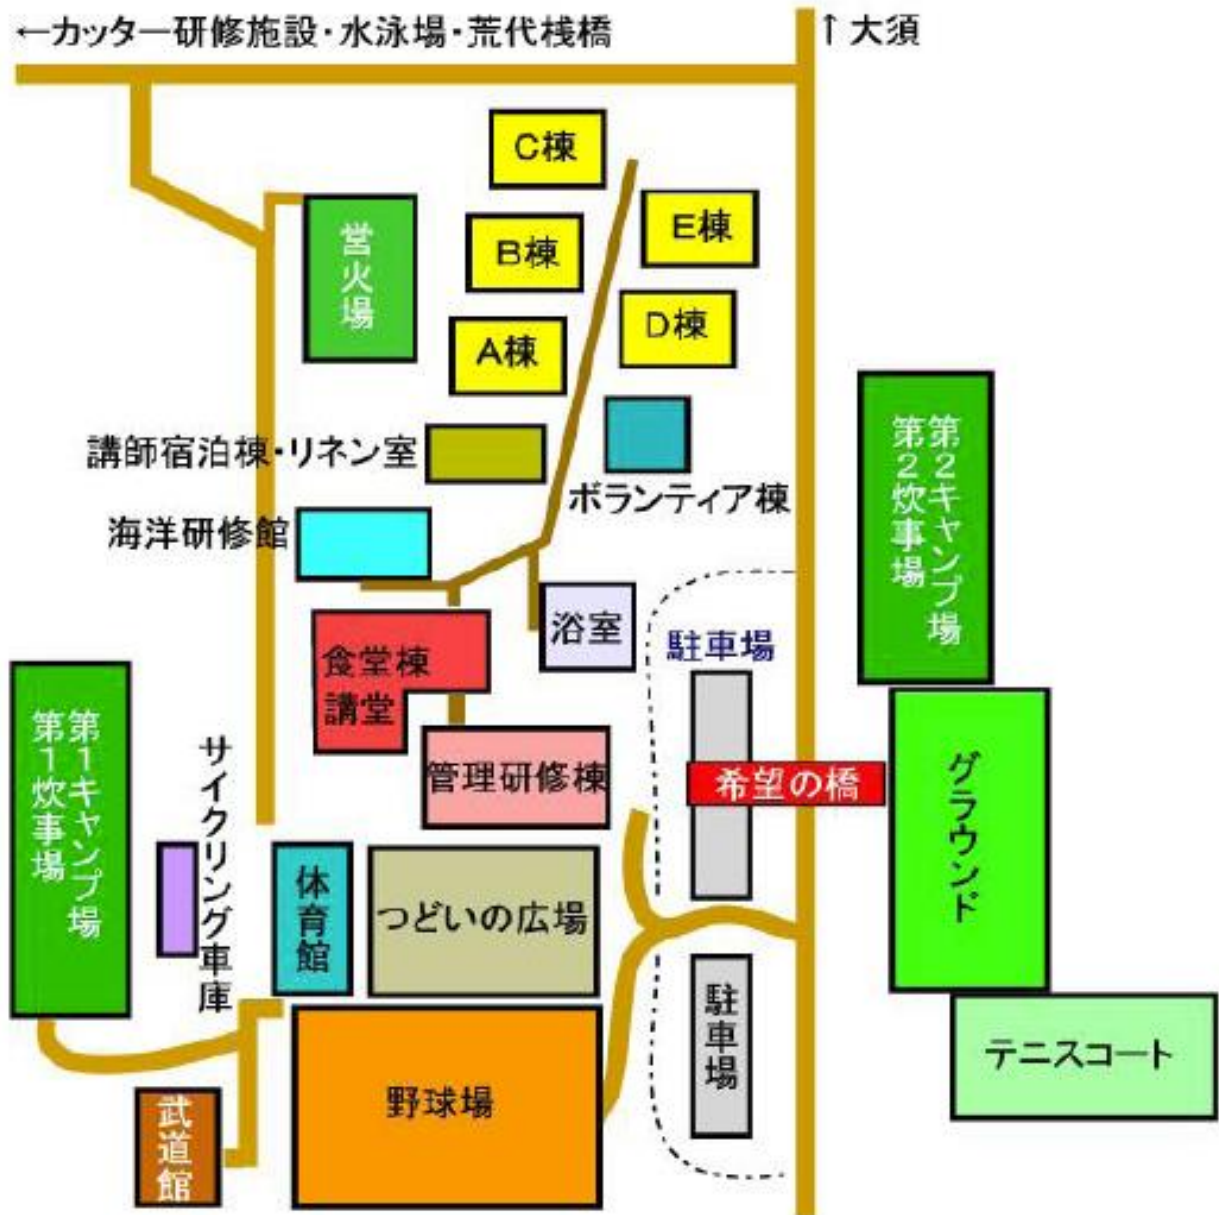 ←カッター研修施設・水泳場・荒代桟橋
↑大須
C棟
E棟
B棟
D棟
A棟
営火場
講師宿泊棟・リネン室
ボランティア棟
海洋研修館
浴室
駐車場
第2キャンプ場
第2炊事場
食堂棟
講堂
管理研修棟
希望の橋
グラウンド
第1キャンプ場
第1炊事場
サイクリング車庫
体育館
つどいの広場
駐車場
テニスコート
野球場
武道館